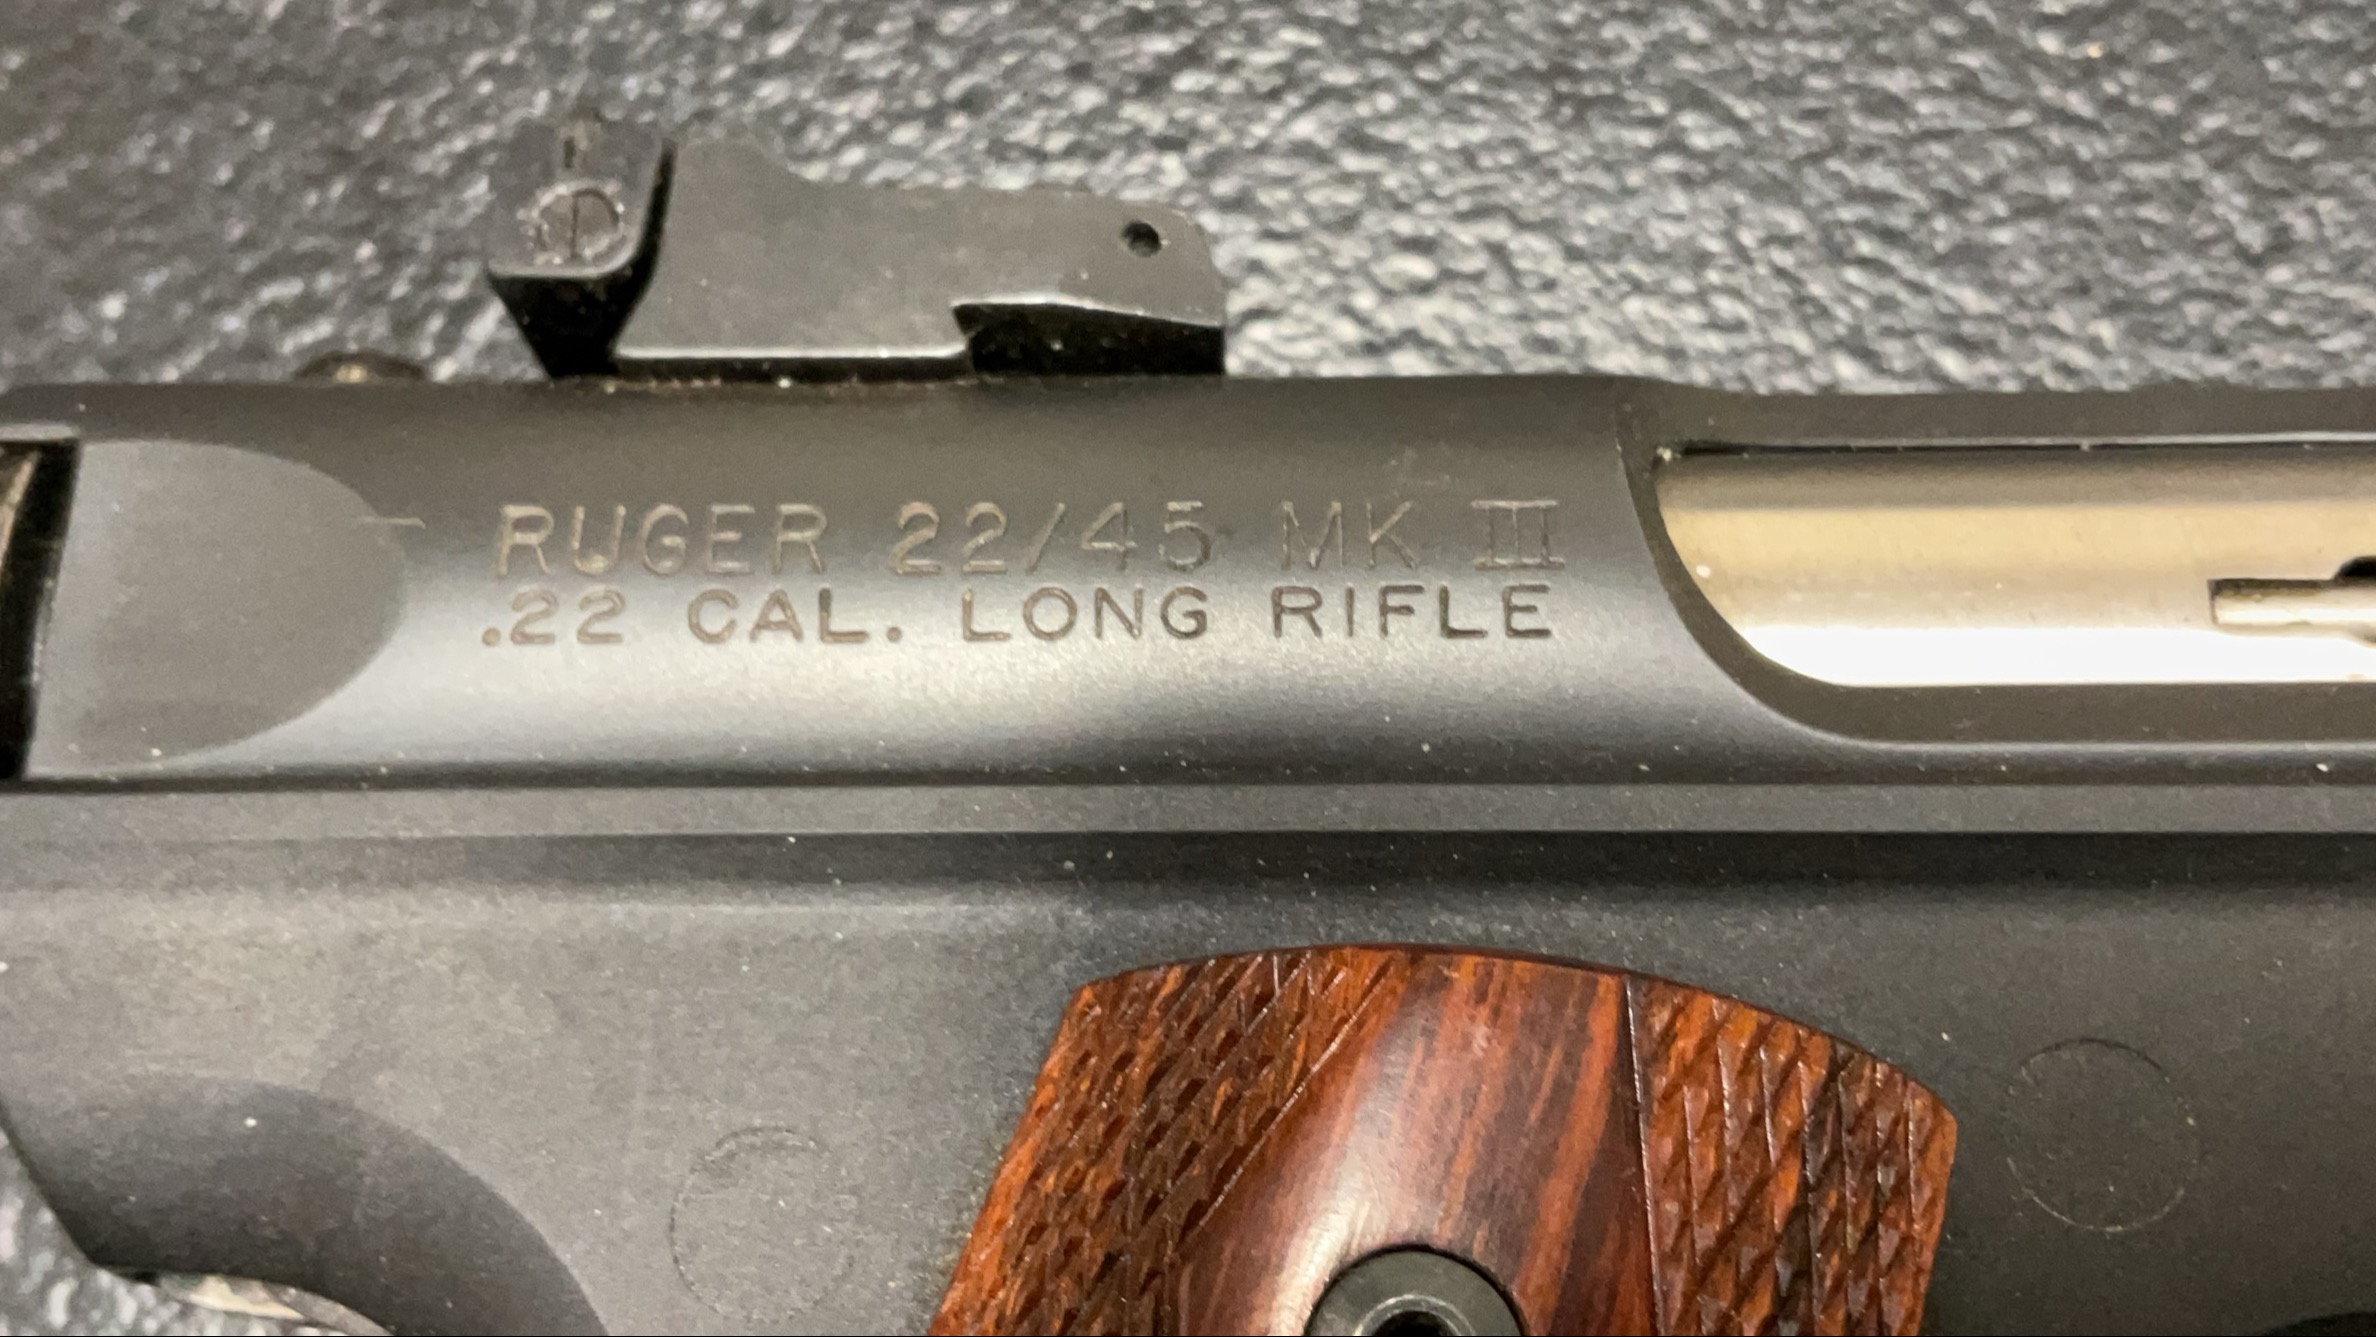 RUGER 22/45 MK III
.22 CAL. LONG RIFLE